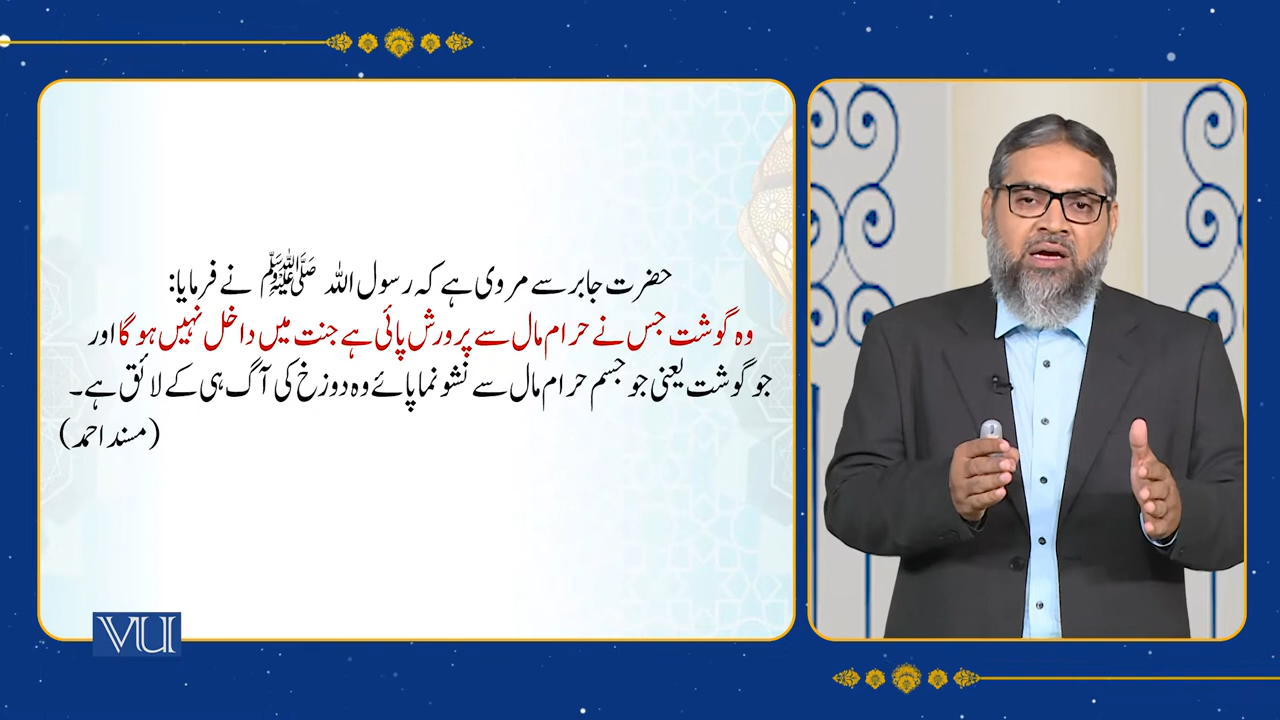 حضرت جابر سے مروی ہے کہ رسول اللہ ﷺ نے فرمایا:
وہ گوشت جس نے حرام مال سے پرورش پائی ہے جنت میں داخل نہیں ہو گا اور
جو گوشت یعنی جو جسم حرام مال سے نشو نما پائے وہ دوزخ کی آگ ہی کے لائق ہے۔
(مسند احمد)
VU